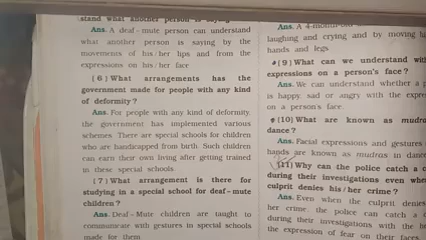 stand what another person is saying
Ans. A deaf-mute person can understand
what another person is saying by the
movements of his/her lips and from the
expressions on his/her face
[6] What arrangements has the
government made for people with any kind
of deformity?
Ans. For people with any kind of deformity,
the government has implemented various
schemes. There are special schools for children
who are handicapped from birth. Such children
can earn their own living after getting trained
in these special schools.
[7] What arrangement is there for
studying in a special school for deaf-mute
children?
Ans. Deaf-Mute children are taught to
communicate with gestures in special schools
made for them
Ans. A 4-month-old
laughing and crying and by moving
hands and legs
[9] What can we understand
expressions on a person's face?
Ans. We can understand whether a
is happy, sad or angry with the
on a person's face.
(10) What are known as
dance?
Ans. Facial expressions and gestures
hands are known as mudras in
(11) Why can the police catch a
during their investigations even
culprit denies his/her crime?
Ans. Even when the culprit
her crime, the police can catch a
during their investigations with the
the expression of fear on their faces